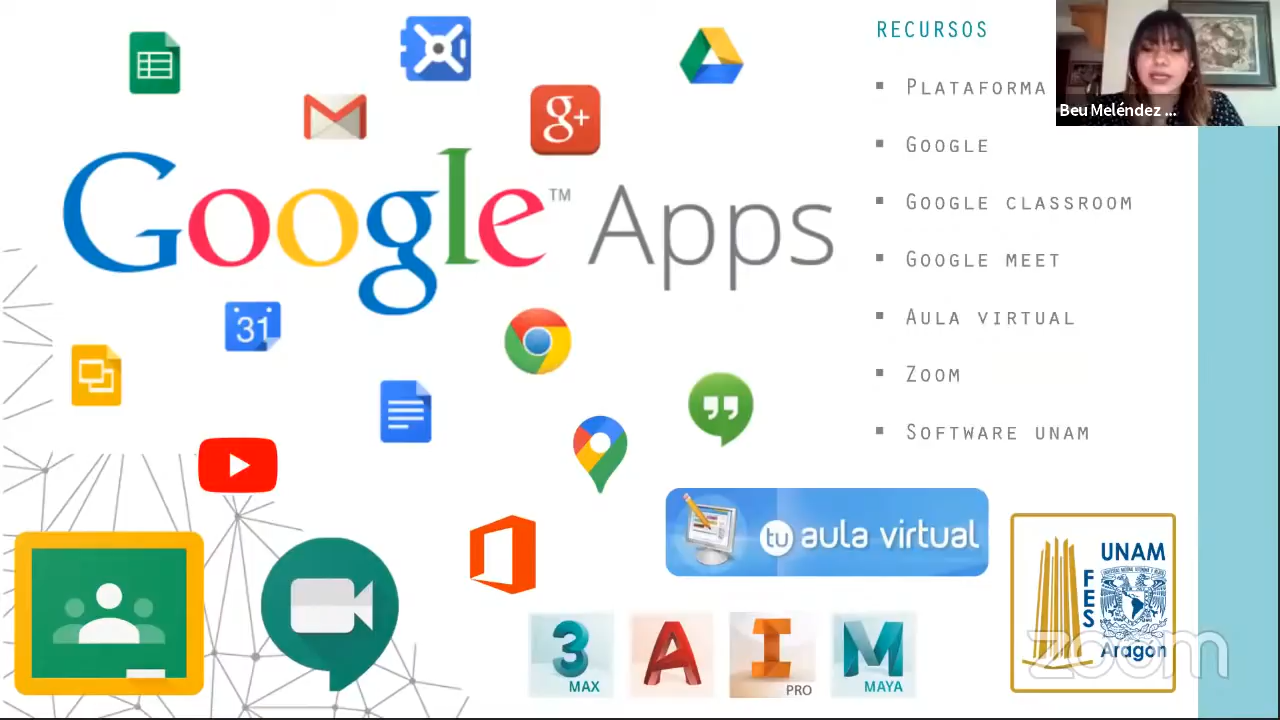 RECURSOS
PLATAFORMA
GOOGLE
GOOGLE CLASSROOM
GOOGLE MEET
AULA VIRTUAL
ZOOM
SOFTWARE UNAM
Beu Meléndez ...
g+
Google™ Apps
31
tu aula virtual
3 MAX
A
I PRO
M MAYA
UNAM
FES
Aragón
zoom